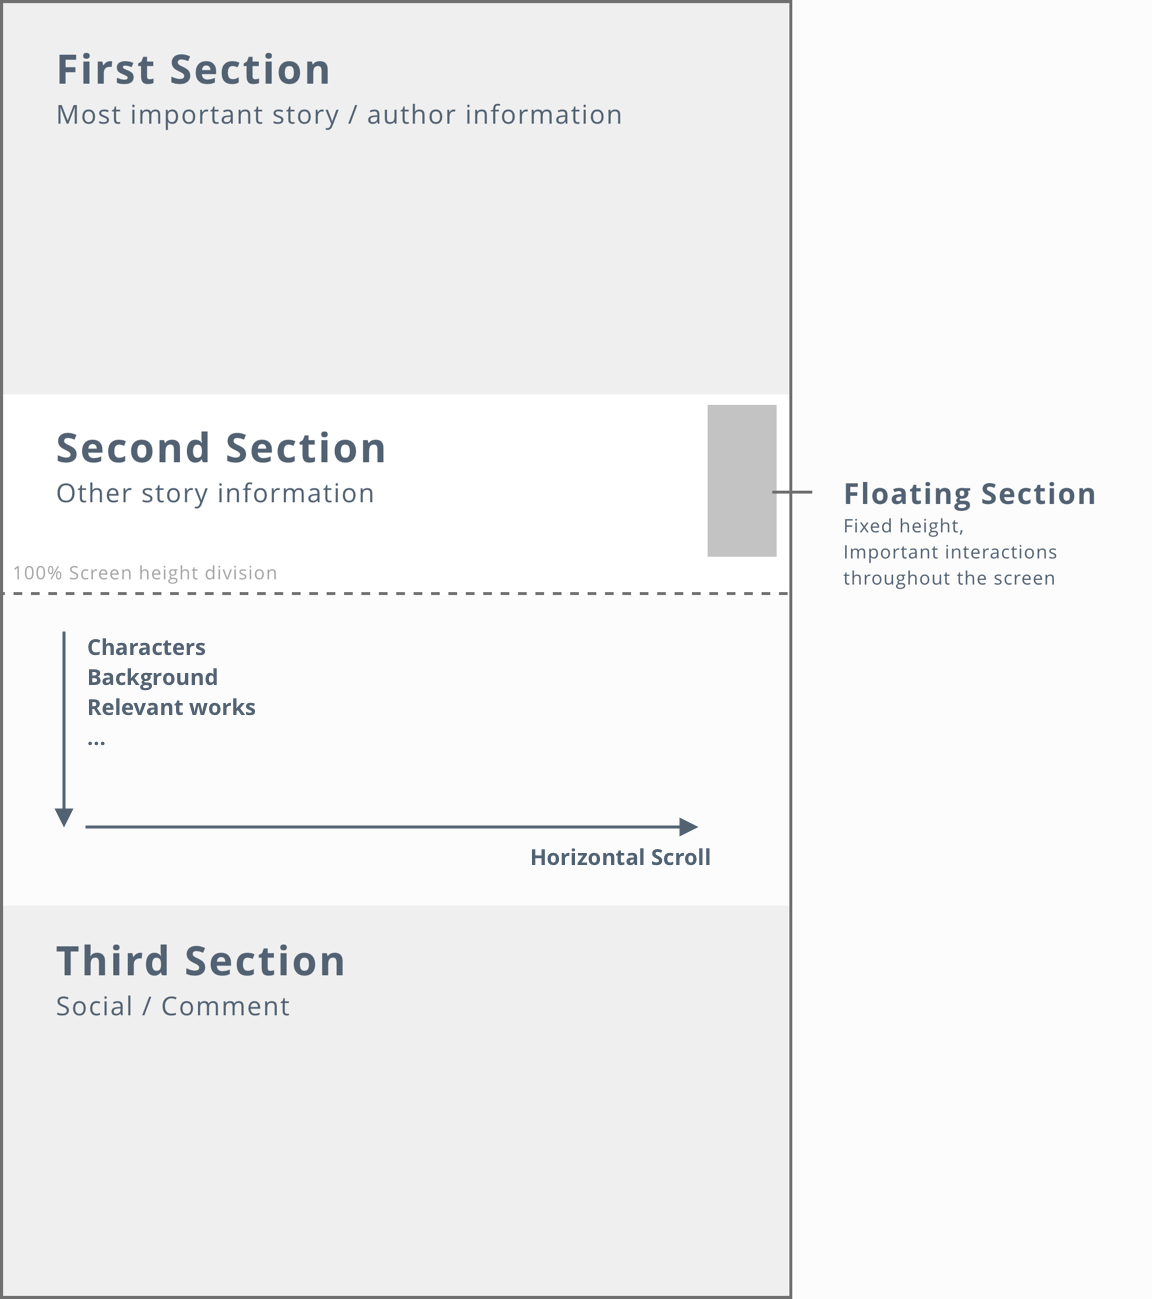 First Section
Most important story / author information
Second Section
Other story information
Floating Section
Fixed height,
Important interactions
throughout the screen
100% Screen height division
Characters
Background
Relevant works
...
Horizontal Scroll
Third Section
Social / Comment